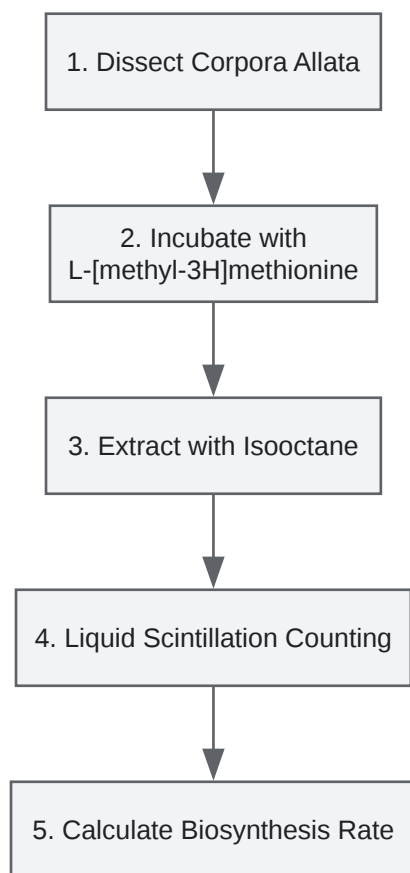 1. Dissect Corpora Allata
2. Incubate with
L-[methyl-3H]methionine
3. Extract with Isooctane
4. Liquid Scintillation Counting
5. Calculate Biosynthesis Rate